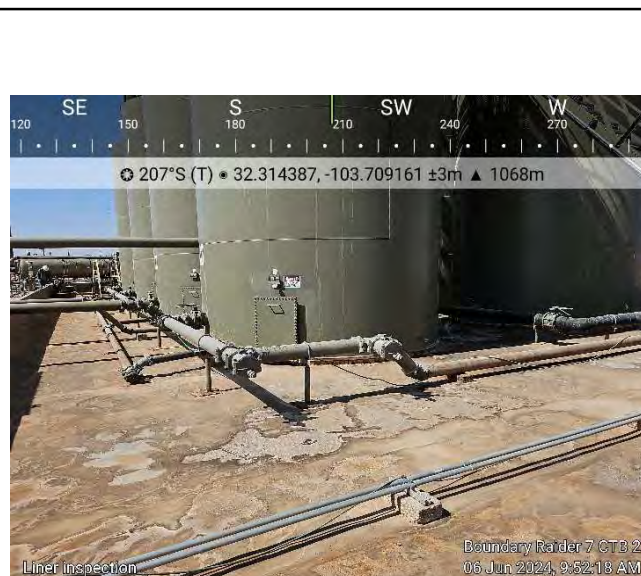 SE S SW W
120 150 180 210 240 270
207°S (T) 32.314387, -103.709161 ±3m ▲ 1068m
Liner inspection
Boundary Raider 7 CTB 2
06 Jun 2024, 9:52:18 AM